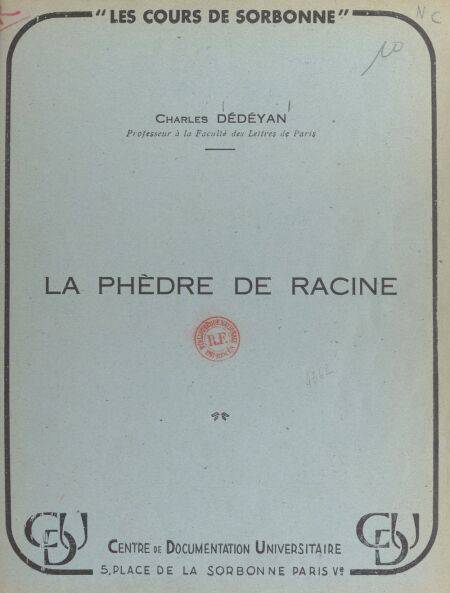 "LES COURS DE SORBONNE"
N C
10
CHARLES DÉDÉYAN
Professeur à la Faculté des Lettres de Paris
LA PHÈDRE DE RACINE
R.F.
CDU
CDU
CENTRE DE DOCUMENTATION UNIVERSITAIRE
5, PLACE DE LA SORBONNE PARIS Vᵉ